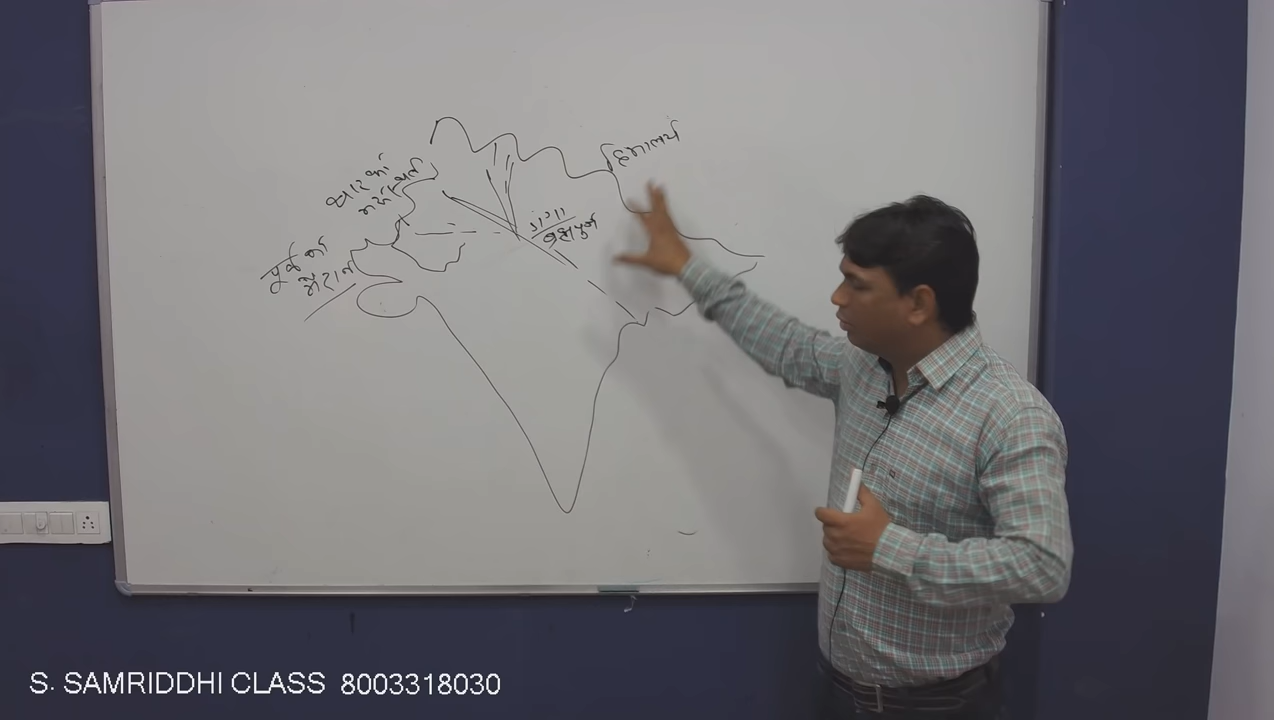 हिमालय
थार का
मरुस्थल
गंगा
ब्रह्मपुत्र
पूर्व का
मैदान
S. SAMRIDDHI CLASS 8003318030